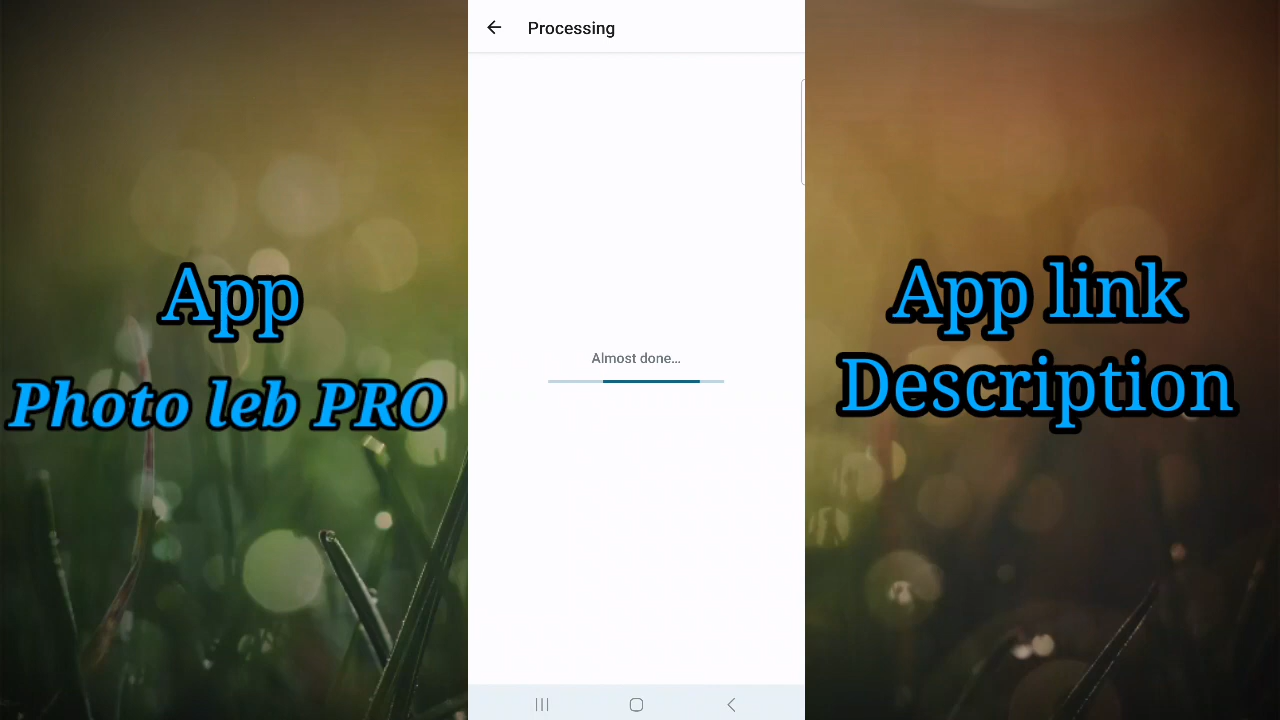 Processing
App
Photo leb PRO
Almost done...
App link
Description